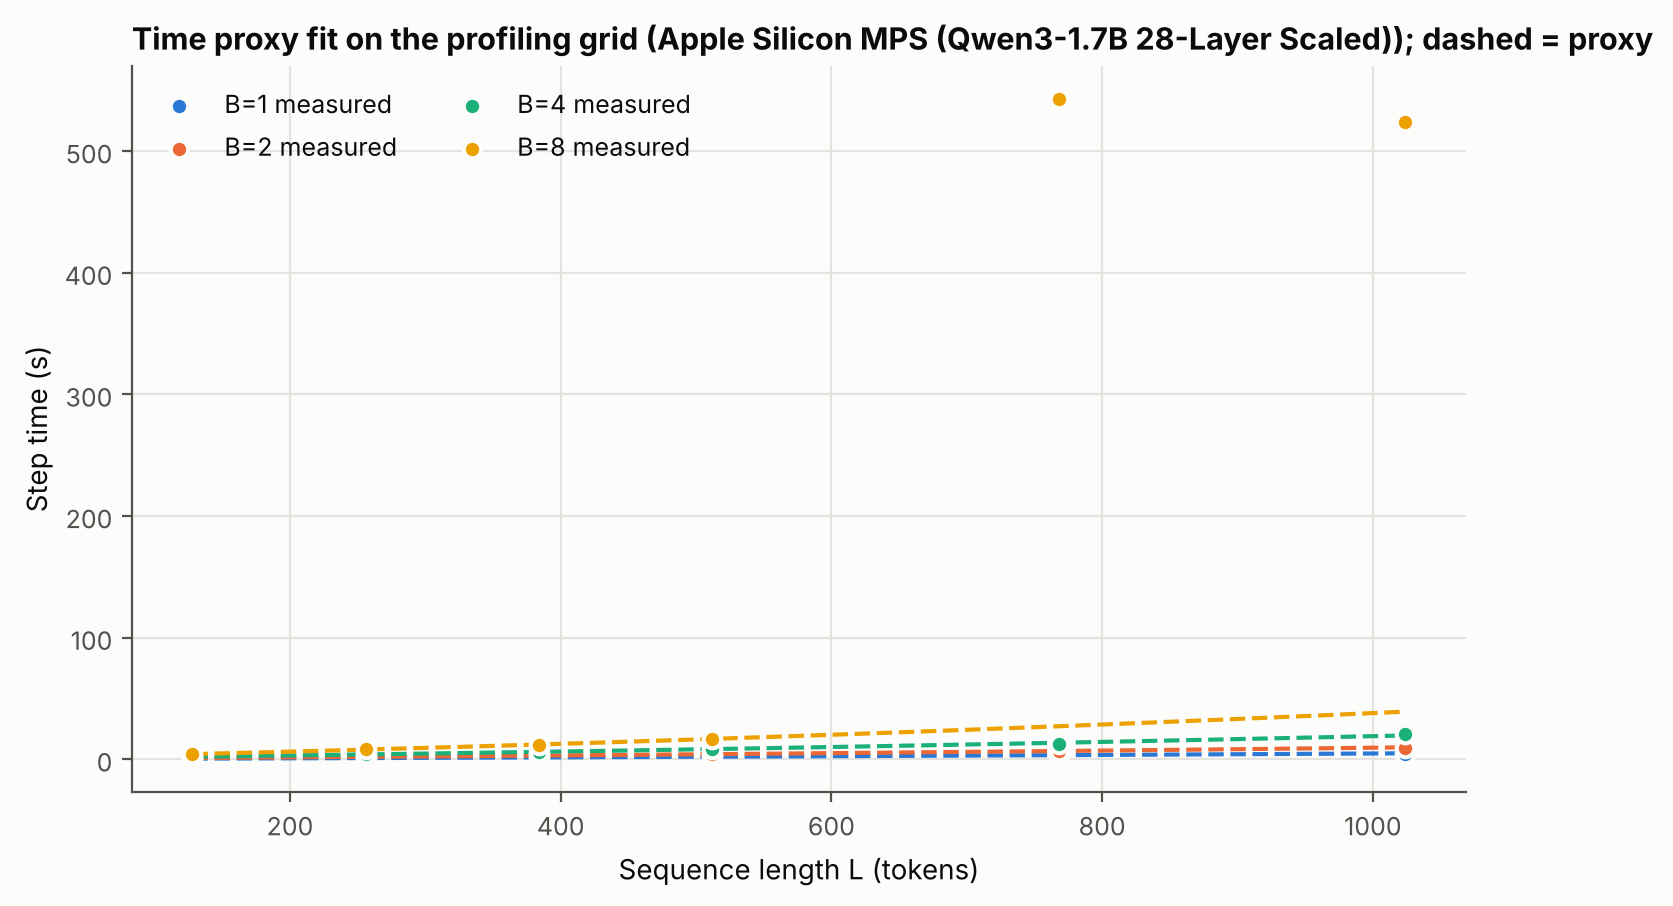 Time proxy fit on the profiling grid (Apple Silicon MPS (Qwen3-1.7B 28-Layer Scaled)); dashed = proxy
B=1 measured
B=2 measured
B=4 measured
B=8 measured
Step time (s)
500
400
300
200
100
0
200
400
600
800
1000
Sequence length L (tokens)